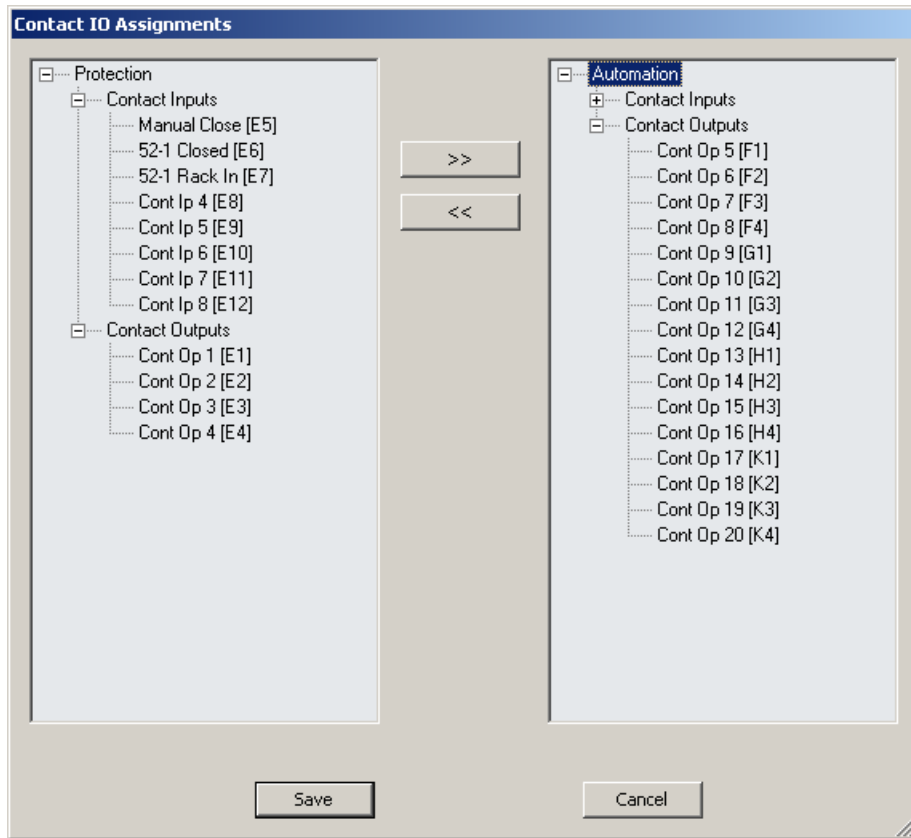 Contact IO Assignments
Protection
Contact Inputs
Manual Close [E5]
52-1 Closed [E6]
52-1 Rack In [E7]
Cont Ip 4 [E8]
Cont Ip 5 [E9]
Cont Ip 6 [E10]
Cont Ip 7 [E11]
Cont Ip 8 [E12]
Contact Outputs
Cont Op 1 [E1]
Cont Op 2 [E2]
Cont Op 3 [E3]
Cont Op 4 [E4]
>>
<<
Automation
Contact Inputs
Contact Outputs
Cont Op 5 [F1]
Cont Op 6 [F2]
Cont Op 7 [F3]
Cont Op 8 [F4]
Cont Op 9 [G1]
Cont Op 10 [G2]
Cont Op 11 [G3]
Cont Op 12 [G4]
Cont Op 13 [H1]
Cont Op 14 [H2]
Cont Op 15 [H3]
Cont Op 16 [H4]
Cont Op 17 [K1]
Cont Op 18 [K2]
Cont Op 19 [K3]
Cont Op 20 [K4]
Save
Cancel